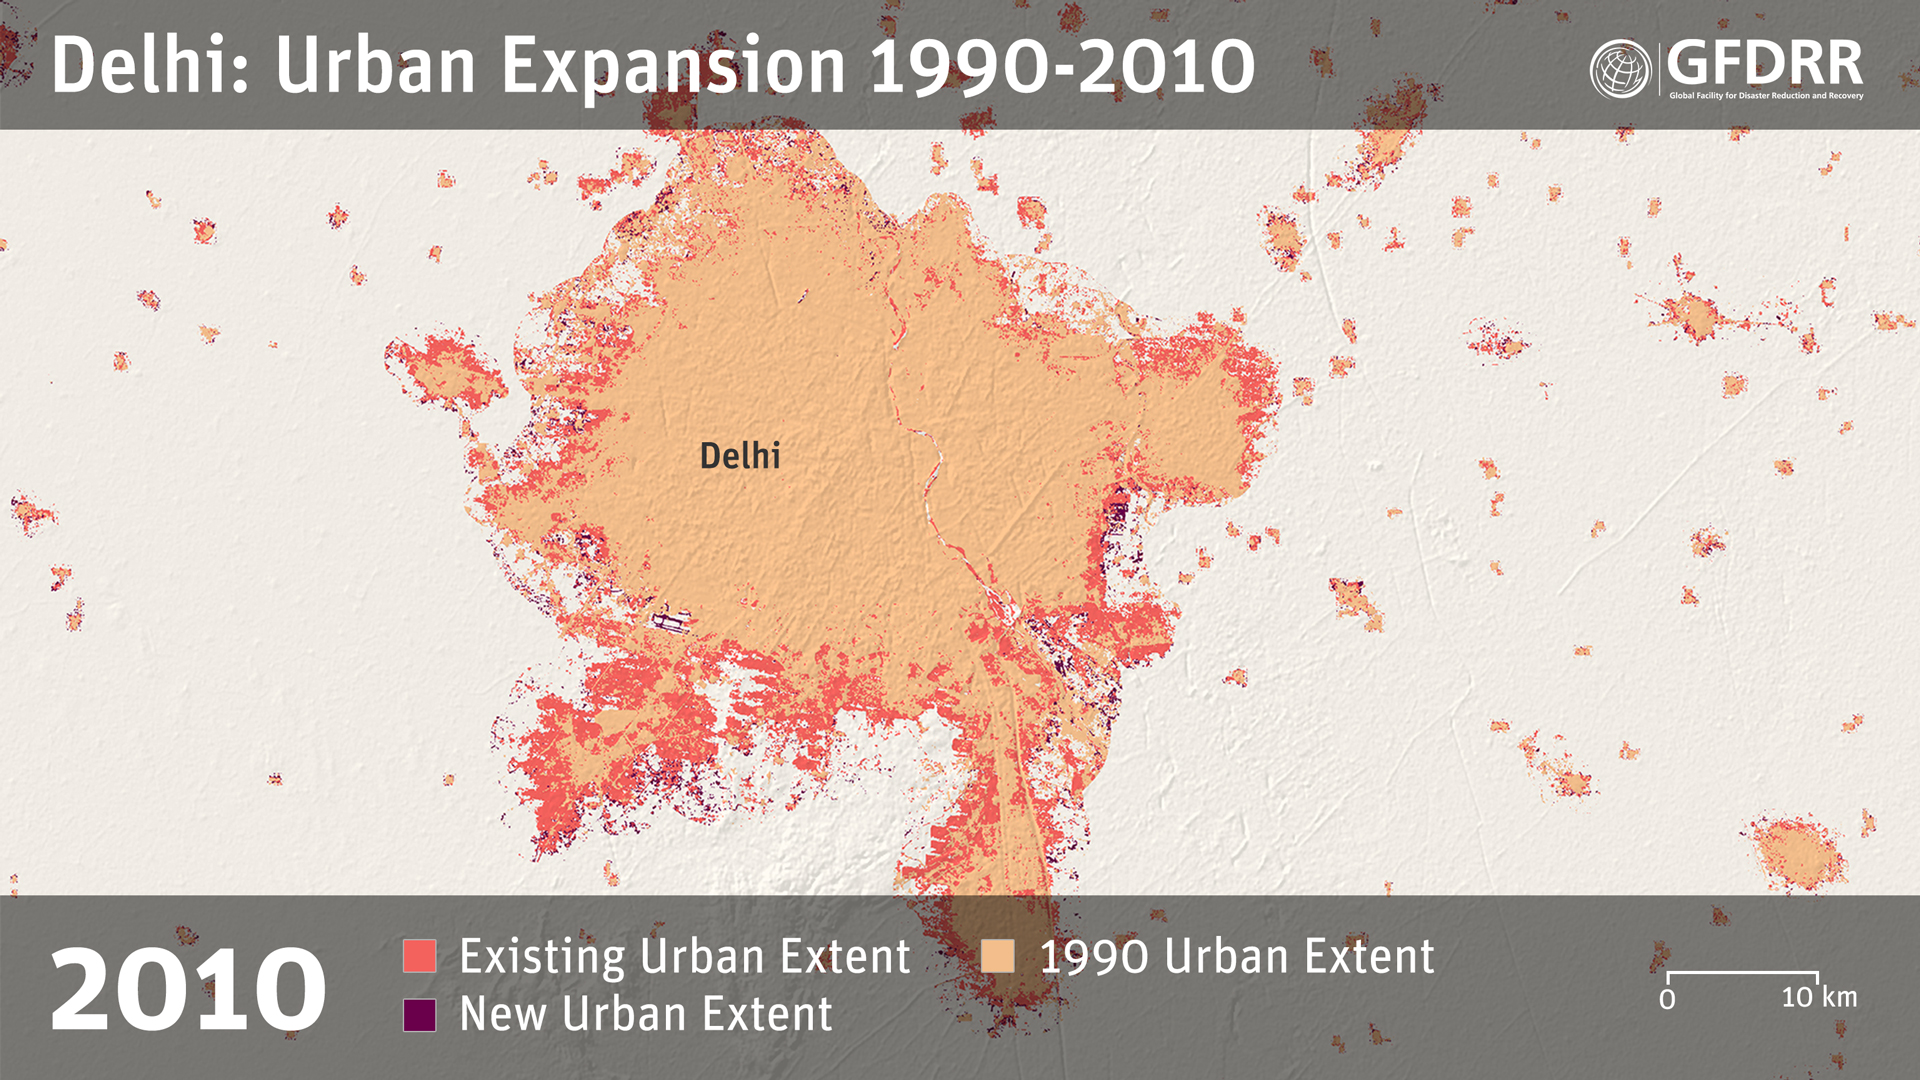 Delhi: Urban Expansion 1990-2010
GFDRR
Global Facility for Disaster Reduction and Recovery
Delhi
2010
Existing Urban Extent
1990 Urban Extent
New Urban Extent
0
10 km